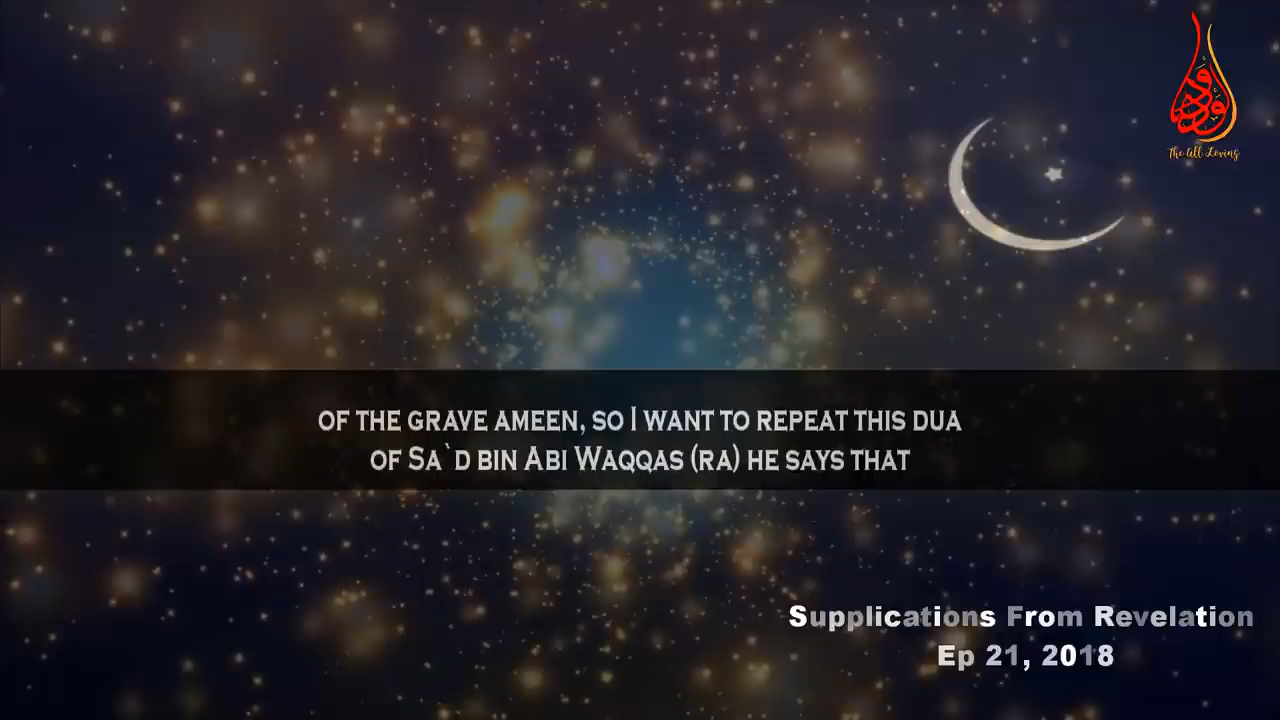 الودود
The All Loving
OF THE GRAVE AMEEN, SO I WANT TO REPEAT THIS DUA
OF SA`D BIN ABI WAQQAS (RA) HE SAYS THAT
Supplications From Revelation
Ep 21, 2018